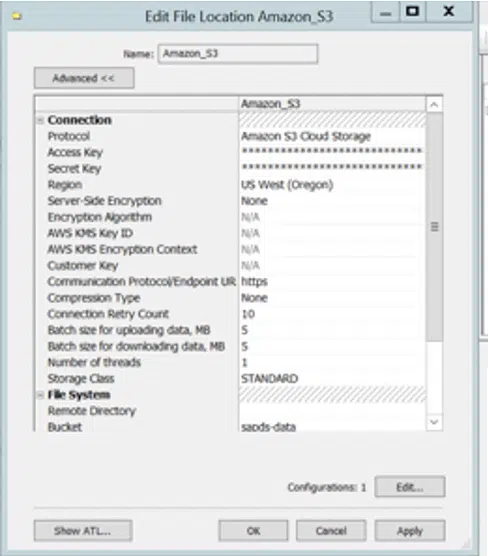 Edit File Location Amazon_S3
Name: Amazon_S3
Advanced <<
Amazon_S3
Connection
Protocol Amazon S3 Cloud Storage
Access Key ****************************
Secret Key ****************************
Region US West (Oregon)
Server-Side Encryption None
Encryption Algorithm N/A
AWS KMS Key ID N/A
AWS KMS Encryption Context N/A
Customer Key N/A
Communication Protocol/Endpoint UR https
Compression Type None
Connection Retry Count 10
Batch size for uploading data, MB 5
Batch size for downloading data, MB 5
Number of threads 1
Storage Class STANDARD
File System
Remote Directory
Bucket sapds-data
Configurations: 1 Edit...
Show ATL... OK Cancel Apply